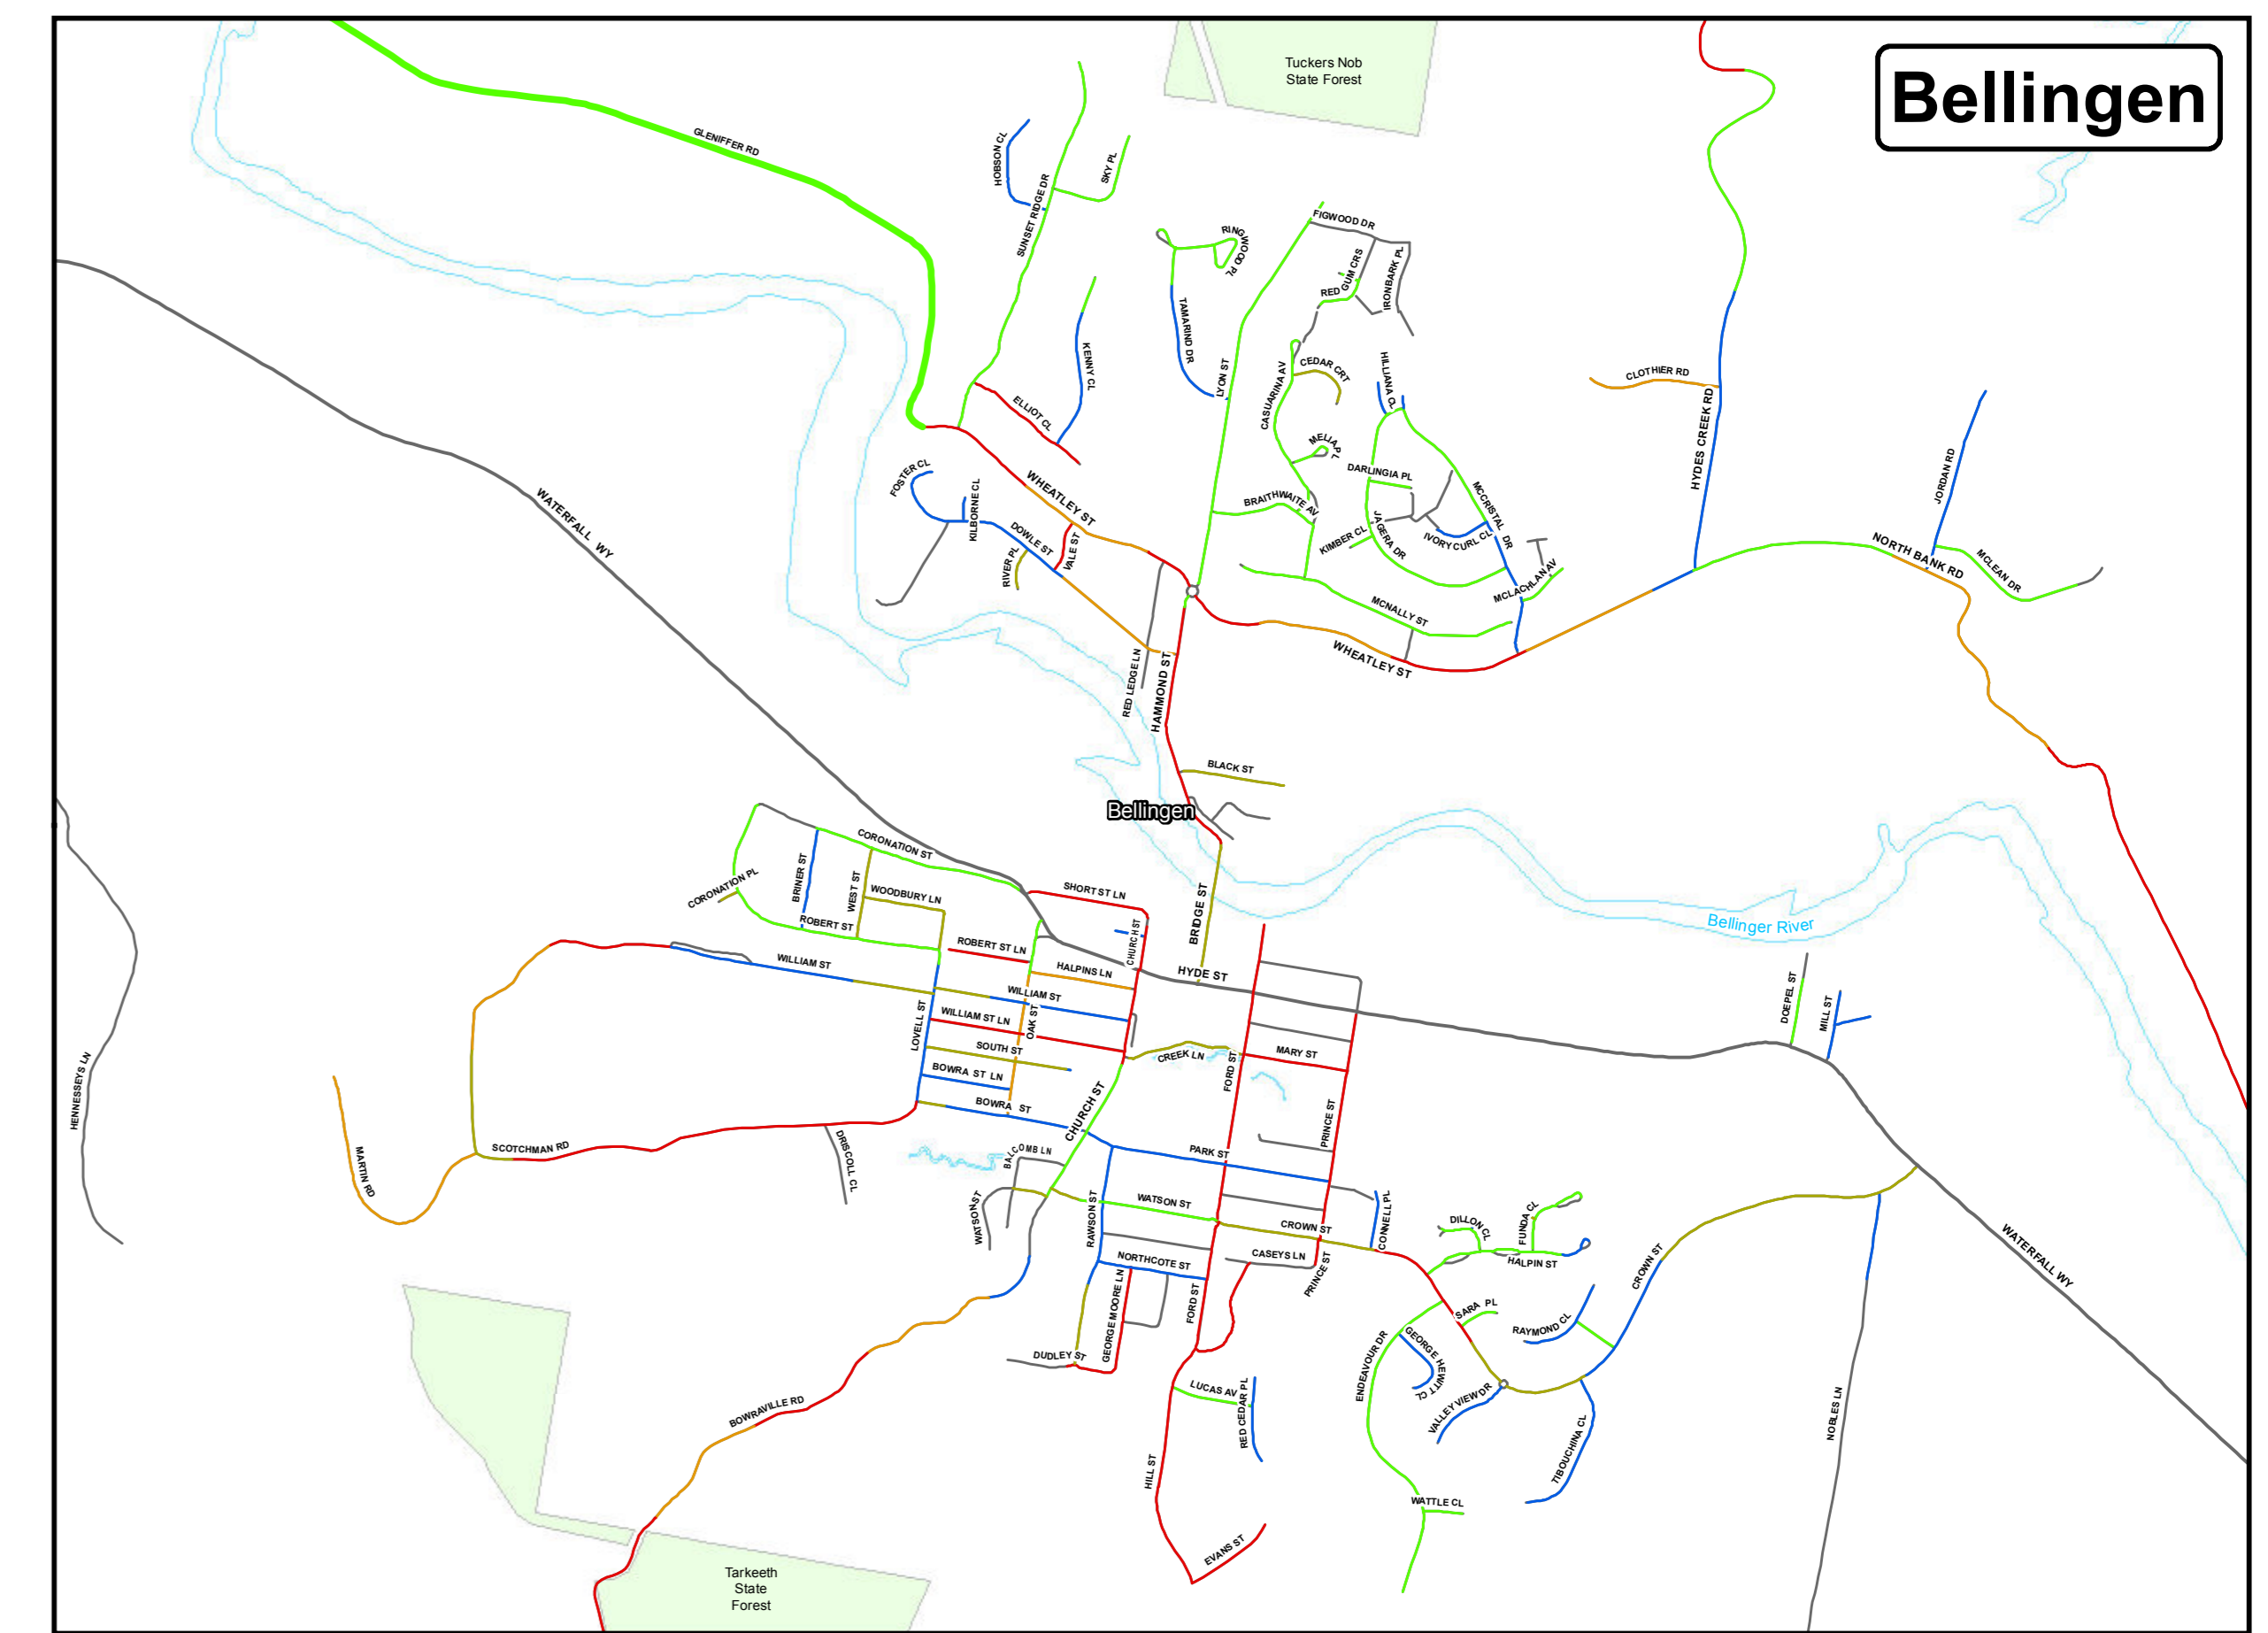 Bellingen
Tuckers Nob
State Forest
GLENIFFER RD
HOBSON CL
SKY PL
SUNSET RIDGE DR
RINGWOOD PL
FIGWOOD DR
RED GUM CRS
IRONBARK PL
TAMARIND DR
KENNY CL
LYON ST
CASUARINA AV
CEDAR CRT
HILLIANA CL
CLOTHIER RD
HYDES CREEK RD
ELLIOT CL
MELIA PL
DARLINGIA PL
JORDAN RD
FOSTER CL
KILBORNE CL
WHEATLEY ST
BRAITHWAITE AV
MCCRISTAL DR
WATERFALL WY
DOWLE ST
VALE ST
RIVER PL
KIMBER CL
JAGERA DR
IVORY CURL CL
NORTH BANK RD
MCLEAN DR
MCLACHLAN AV
MCNALLY ST
WHEATLEY ST
RED LEDGE LN
HAMMOND ST
BLACK ST
Bellingen
CORONATION ST
CORONATION PL
BRINER ST
WEST ST
WOODBURY LN
SHORT ST LN
BRIDGE ST
ROBERT ST
ROBERT ST LN
CHURCH ST
Bellinger River
WILLIAM ST
HALPINS LN
HYDE ST
WILLIAM ST
DOEPEL ST
MILL ST
LOVELL ST
WILLIAM ST LN
OAK ST
SOUTH ST
CREEK LN
FORD ST
MARY ST
HENNESSEYS LN
BOWRA ST LN
BOWRA ST
CHURCH ST
PRINCE ST
SCOTCHMAN RD
DRISCOLL CL
BALCOMB LN
PARK ST
MARTIN RD
WATSON ST
RAWSON ST
WATSON ST
CROWN ST
CONNELL PL
DILLON CL
FUNDA CL
HALPIN ST
CASEYS LN
PRINCE ST
NORTHCOTE ST
GEORGE MOORE LN
FORD ST
CROWN ST
WATERFALL WY
SARA PL
RAYMOND CL
ENDEAVOUR DR
GEORGE HEWITT CL
DUDLEY ST
LUCAS AV
RED CEDAR PL
VALLEY VIEW DR
TIBOUCHINA CL
NOBLES LN
BOWRAVILLE RD
HILL ST
WATTLE CL
EVANS ST
Tarkeeth
State
Forest